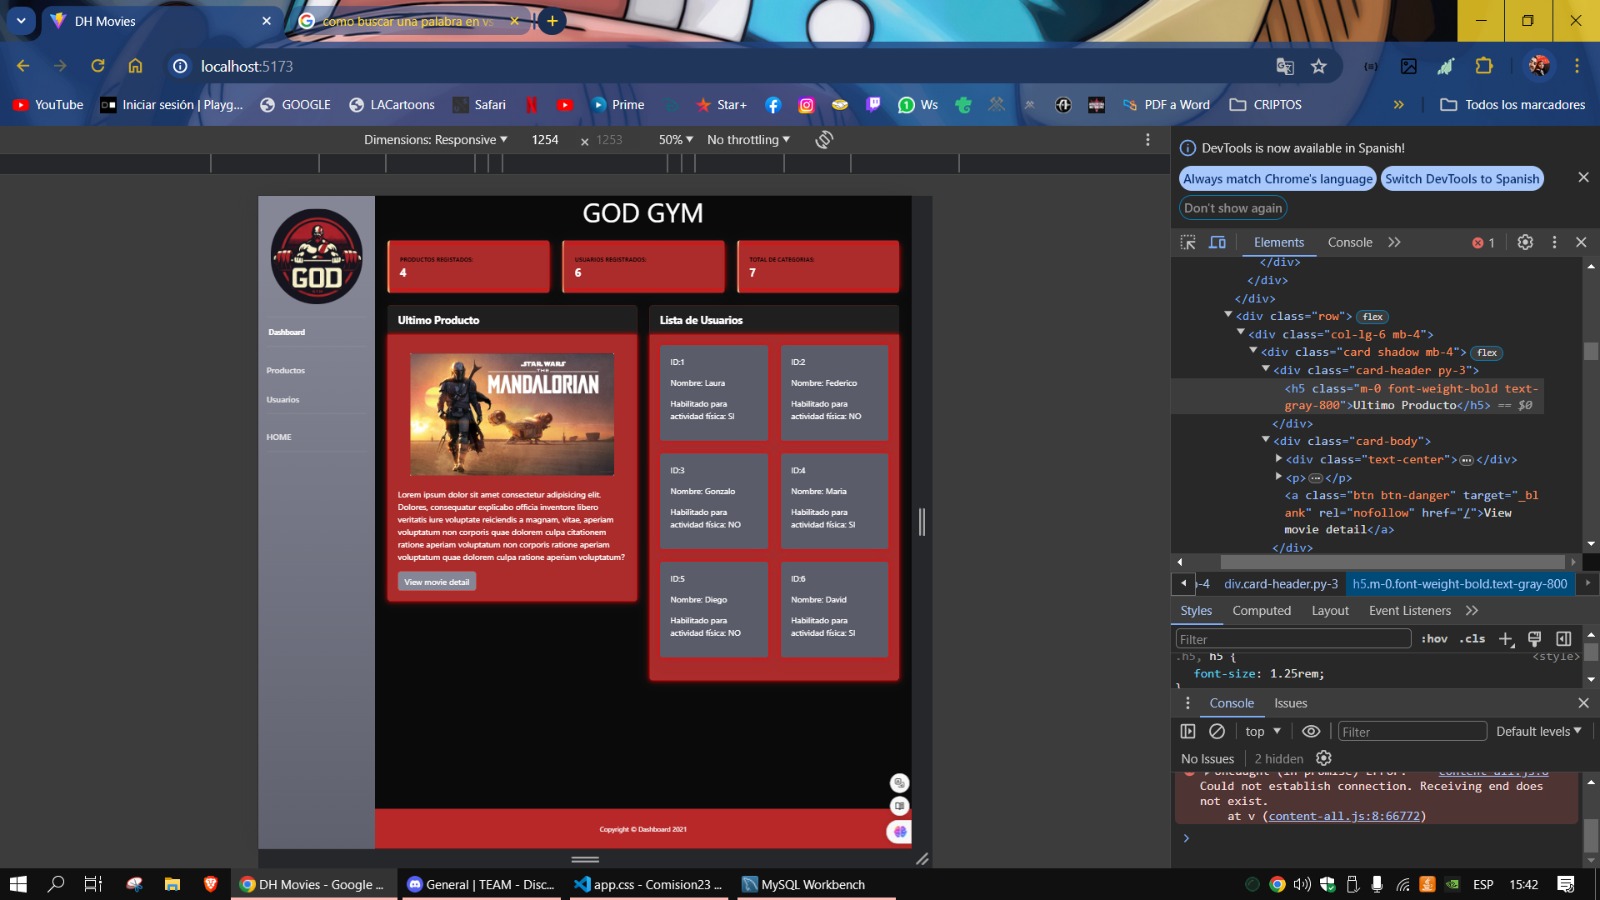 DH Movies
como buscar una palabra en vs
localhost:5173
YouTube
Iniciar sesión | Playg...
GOOGLE
LACartoons
Safari
Prime
Star+
Ws
PDF a Word
CRIPTOS
Todos los marcadores
Dimensions: Responsive 1254 × 1253 50% No throttling
DevTools is now available in Spanish!
Always match Chrome's language Switch DevTools to Spanish
Don't show again
Elements Console 1
GOD
Dashboard
Productos
Usuarios
HOME
GOD GYM
PRODUCTOS REGISTADOS:
4
USUARIOS REGISTRADOS:
6
TOTAL DE CATEGORIAS:
7
Ultimo Producto
STAR WARS
THE
MANDALORIAN
Lorem ipsum dolor sit amet consectetur adipisicing elit.
Dolores, consequatur explicabo officia inventore libero
veritatis iure voluptate reiciendis a magnam, vitae, aperiam
voluptatum non corporis quae dolorem culpa citationem
ratione aperiam voluptatum non corporis ratione aperiam
voluptatum quae dolorem culpa ratione aperiam voluptatum?
View movie detail
Lista de Usuarios
ID:1
Nombre: Laura
Habilitado para
actividad física: SI
ID:2
Nombre: Federico
Habilitado para
actividad física: NO
ID:3
Nombre: Gonzalo
Habilitado para
actividad física: NO
ID:4
Nombre: Maria
Habilitado para
actividad física: SI
ID:5
Nombre: Diego
Habilitado para
actividad física: NO
ID:6
Nombre: David
Habilitado para
actividad física: SI
Copyright © Dashboard 2021
</div>
</div>
</div>
<div class="row"> flex
<div class="col-lg-6 mb-4">
<div class="card shadow mb-4"> flex
<div class="card-header py-3">
<h5 class="m-0 font-weight-bold text-
gray-800">Ultimo Producto</h5> == $0
</div>
<div class="card-body">
<div class="text-center">…</div>
<p>…</p>
<a class="btn btn-danger" target="_bl
ank" rel="nofollow" href="/">View
movie detail</a>
</div>
-4 div.card-header.py-3 h5.m-0.font-weight-bold.text-gray-800
Styles Computed Layout Event Listeners
Filter :hov .cls
.h5, h5 { <style>
font-size: 1.25rem;
}
Console Issues
top Filter Default levels
No Issues 2 hidden
Uncaught (in promise) Error: content-all.js:8
Could not establish connection. Receiving end does
not exist.
at v (content-all.js:8:66772)
DH Movies - Google ...
General | TEAM - Disc...
app.css - Comision23 ...
MySQL Workbench
ESP
15:42